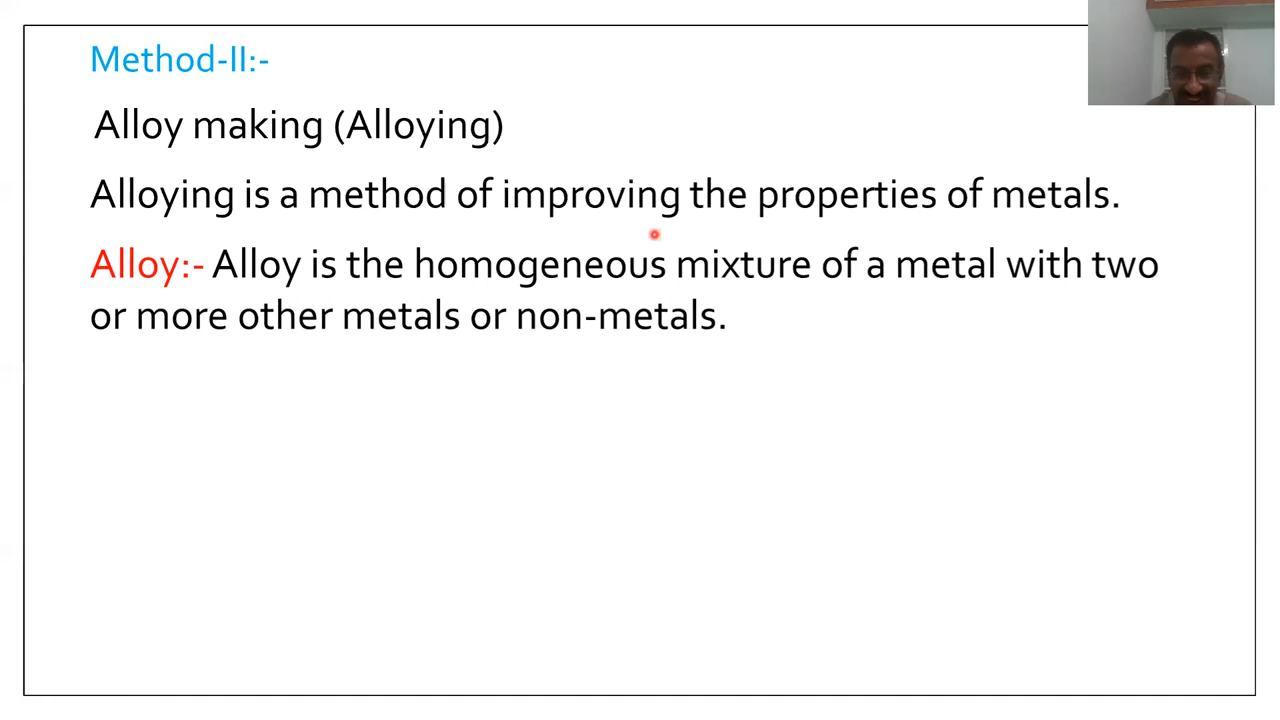 Method-II:-
Alloy making (Alloying)
Alloying is a method of improving the properties of metals.
Alloy:- Alloy is the homogeneous mixture of a metal with two
or more other metals or non-metals.